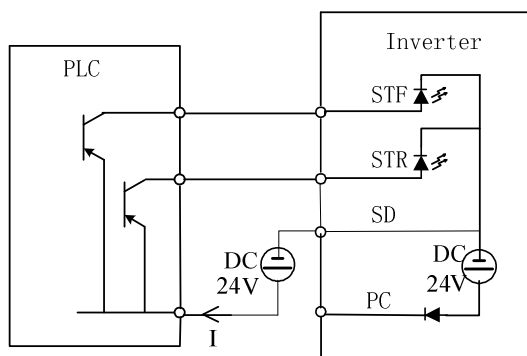 Inverter
PLC
STF
STR
SD
DC
24V
DC
24V
PC
I